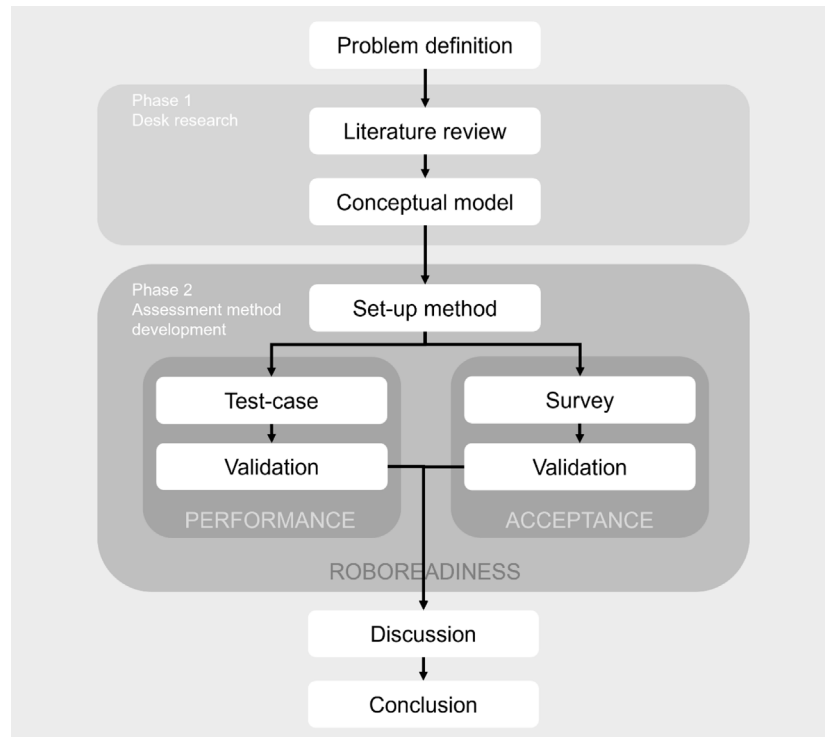 Problem definition
Phase 1
Desk research
Literature review
Conceptual model
Phase 2
Assessment method
development
Set-up method
Test-case
Validation
PERFORMANCE
Survey
Validation
ACCEPTANCE
ROBOREADINESS
Discussion
Conclusion